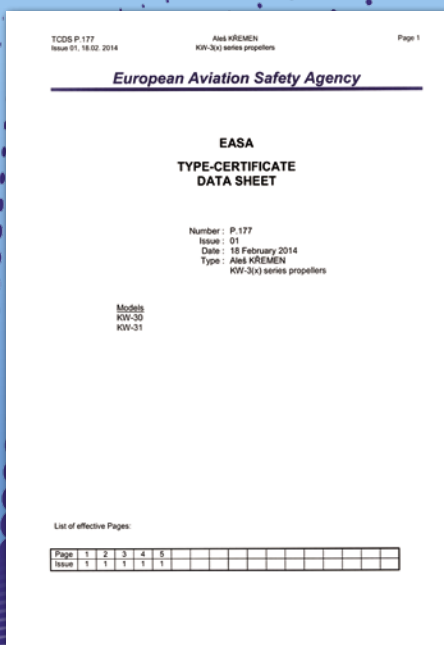 TCDS P.177 Aleš KŘEMEN Page 1
Issue 01, 18.02. 2014 KW-3(x) series propellers
European Aviation Safety Agency
EASA
TYPE-CERTIFICATE
DATA SHEET
Number : P.177
Issue : 01
Date : 18 February 2014
Type : Aleš KŘEMEN
KW-3(x) series propellers
Models
KW-30
KW-31
List of effective Pages:
Page 1 2 3 4 5
Issue 1 1 1 1 1